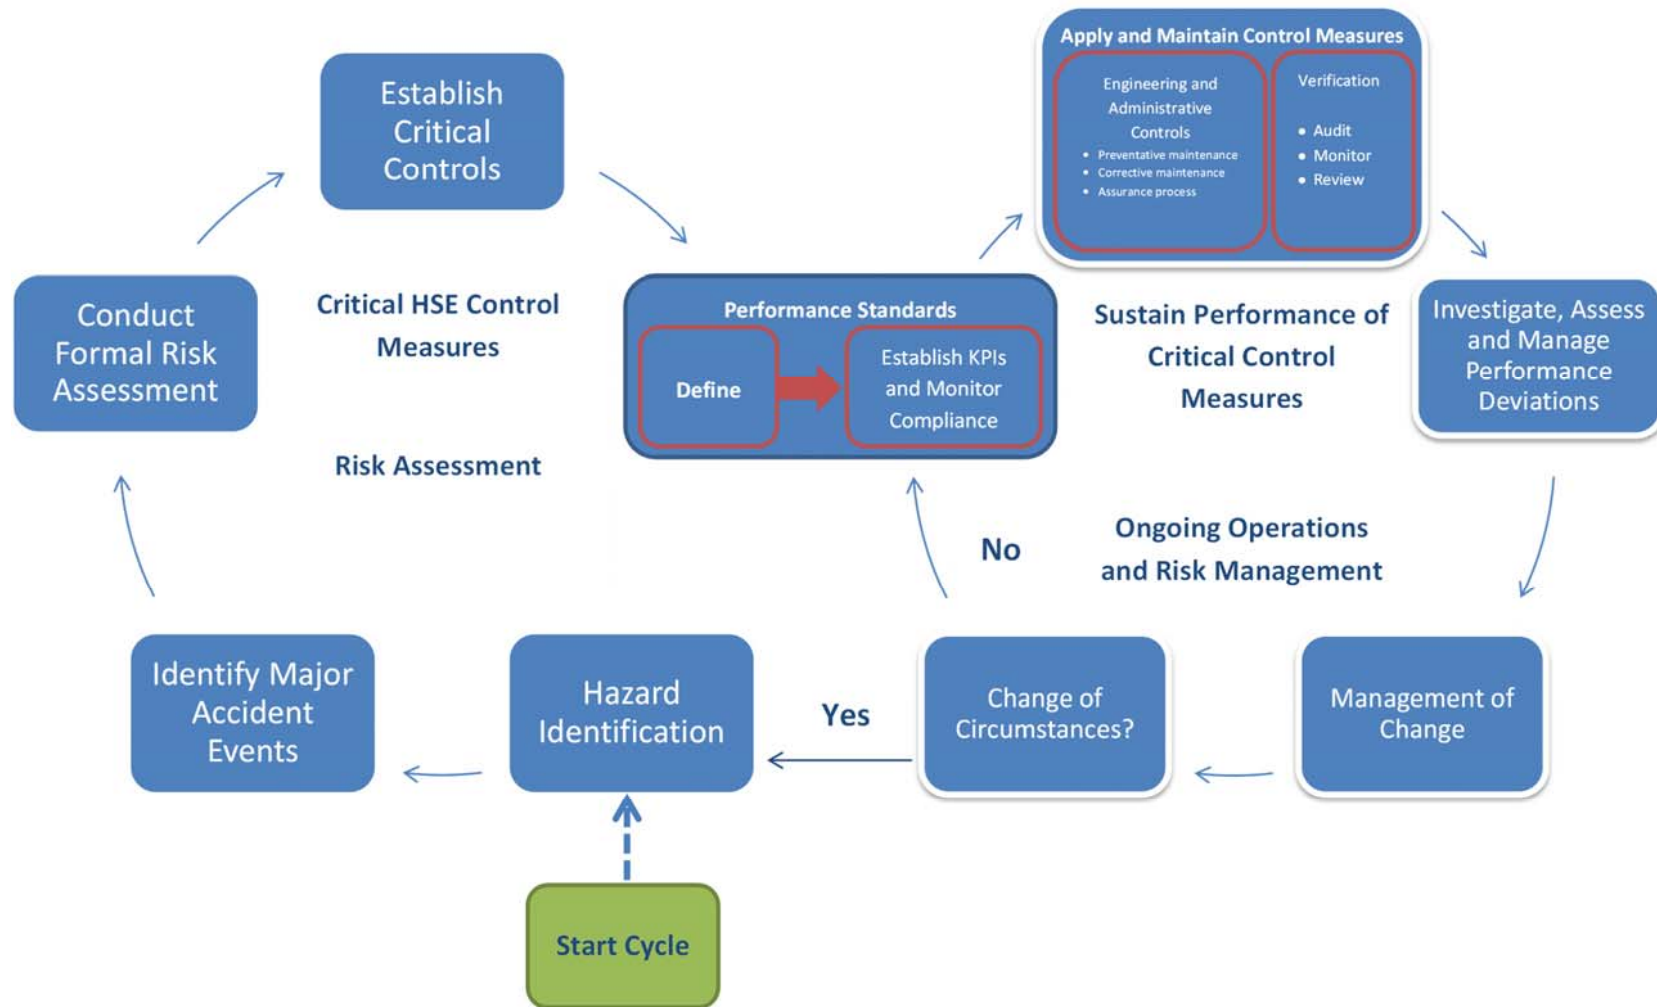 Apply and Maintain Control Measures
Engineering and
Administrative
Controls
• Preventative maintenance
• Corrective maintenance
• Assurance process
Verification
• Audit
• Monitor
• Review
Establish
Critical
Controls
Conduct
Formal Risk
Assessment
Critical HSE Control
Measures
Risk Assessment
Performance Standards
Define
Establish KPIs
and Monitor
Compliance
Sustain Performance of
Critical Control
Measures
Investigate, Assess
and Manage
Performance
Deviations
No
Ongoing Operations
and Risk Management
Identify Major
Accident
Events
Hazard
Identification
Yes
Change of
Circumstances?
Management of
Change
Start Cycle